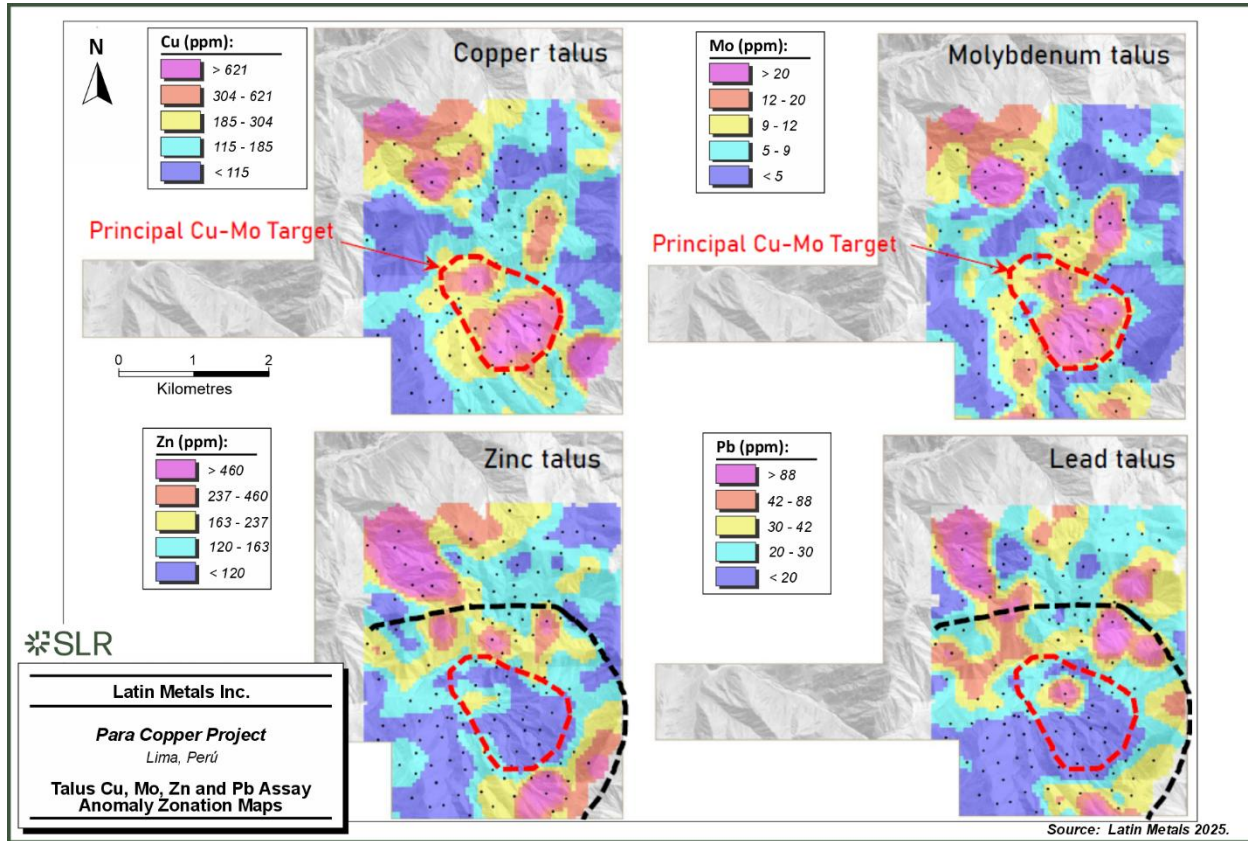 N
Cu (ppm):
> 621
304 - 621
185 - 304
115 - 185
< 115
Copper talus
Mo (ppm):
> 20
12 - 20
9 - 12
5 - 9
< 5
Molybdenum talus
Principal Cu-Mo Target
Principal Cu-Mo Target
0 1 2
Kilometres
Zn (ppm):
> 460
237 - 460
163 - 237
120 - 163
< 120
Zinc talus
Pb (ppm):
> 88
42 - 88
30 - 42
20 - 30
< 20
Lead talus
SLR
Latin Metals Inc.
Para Copper Project
Lima, Perú
Talus Cu, Mo, Zn and Pb Assay
Anomaly Zonation Maps
Source: Latin Metals 2025.